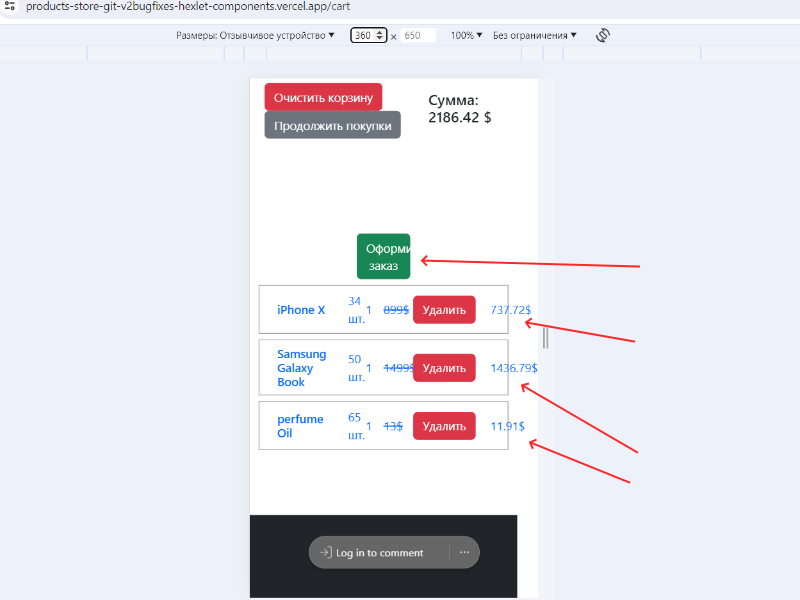 products-store-git-v2bugfixes-hexlet-components.vercel.app/cart
Размеры: Отзывчивое устройство ▼ 360 × 650 100% ▼ Без ограничения ▼
Очистить корзину
Продолжить покупки
Сумма:
2186.42 $
Оформи
заказ
iPhone X 34 шт. 1 899$ Удалить 737.72$
Samsung Galaxy Book 50 шт. 1 1499$ Удалить 1436.79$
perfume Oil 65 шт. 1 13$ Удалить 11.91$
Log in to comment ...